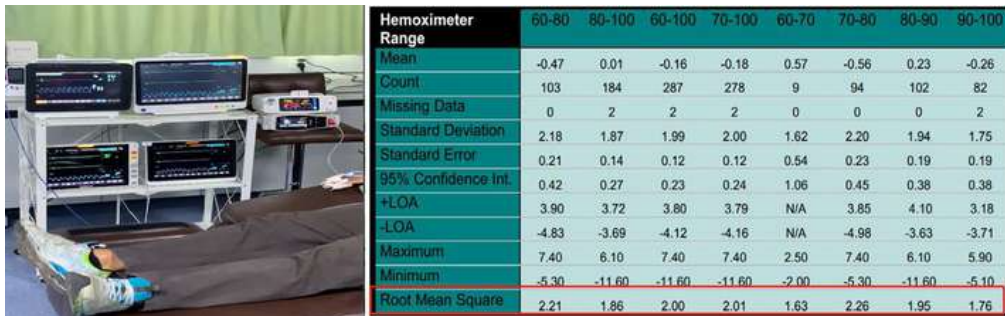 Hemoximeter Range 60-80 80-100 60-100 70-100 60-70 70-80 80-90 90-100
Mean -0.47 0.01 -0.16 -0.18 0.57 -0.56 0.23 -0.26
Count 103 184 287 278 9 94 102 82
Missing Data 0 2 2 2 0 0 0 2
Standard Deviation 2.18 1.87 1.99 2.00 1.62 2.20 1.94 1.75
Standard Error 0.21 0.14 0.12 0.12 0.54 0.23 0.19 0.19
95% Confidence Int. 0.42 0.27 0.23 0.24 1.06 0.45 0.38 0.38
+LOA 3.90 3.72 3.80 3.79 N/A 3.85 4.10 3.18
-LOA -4.83 -3.69 -4.12 -4.16 N/A -4.98 -3.63 -3.71
Maximum 7.40 6.10 7.40 7.40 2.50 7.40 6.10 5.90
Minimum -5.30 -11.60 -11.60 -11.60 -2.00 -5.30 -11.60 -5.10
Root Mean Square 2.21 1.86 2.00 2.01 1.63 2.26 1.95 1.76